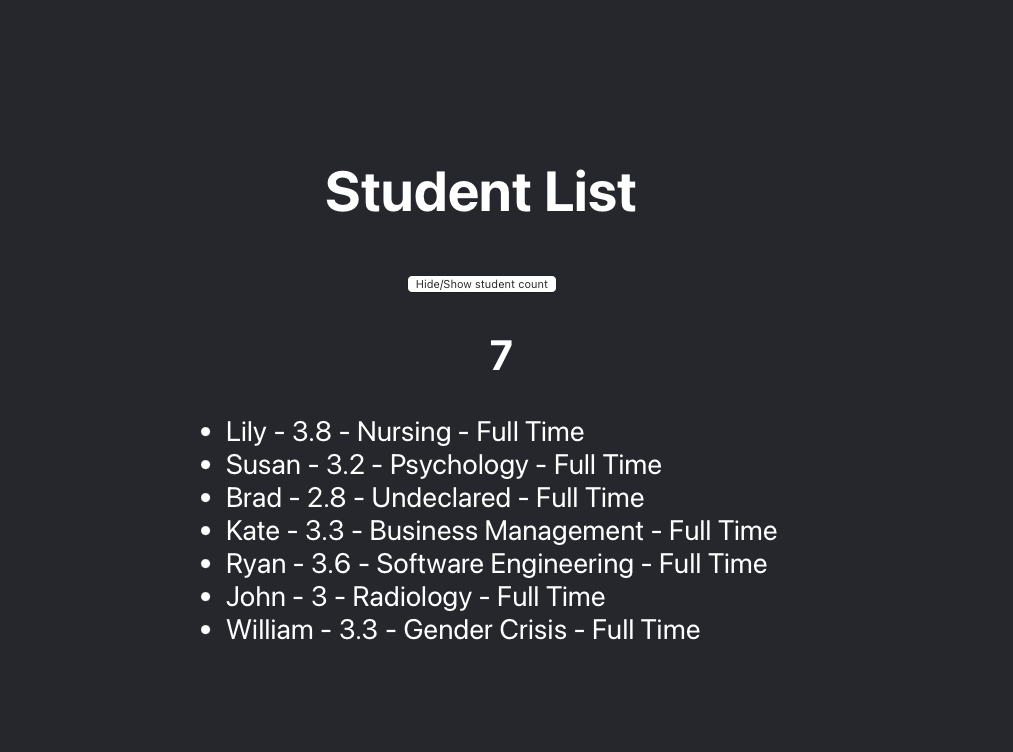 Student List
Hide/Show student count
7
• Lily - 3.8 - Nursing - Full Time
• Susan - 3.2 - Psychology - Full Time
• Brad - 2.8 - Undeclared - Full Time
• Kate - 3.3 - Business Management - Full Time
• Ryan - 3.6 - Software Engineering - Full Time
• John - 3 - Radiology - Full Time
• William - 3.3 - Gender Crisis - Full Time